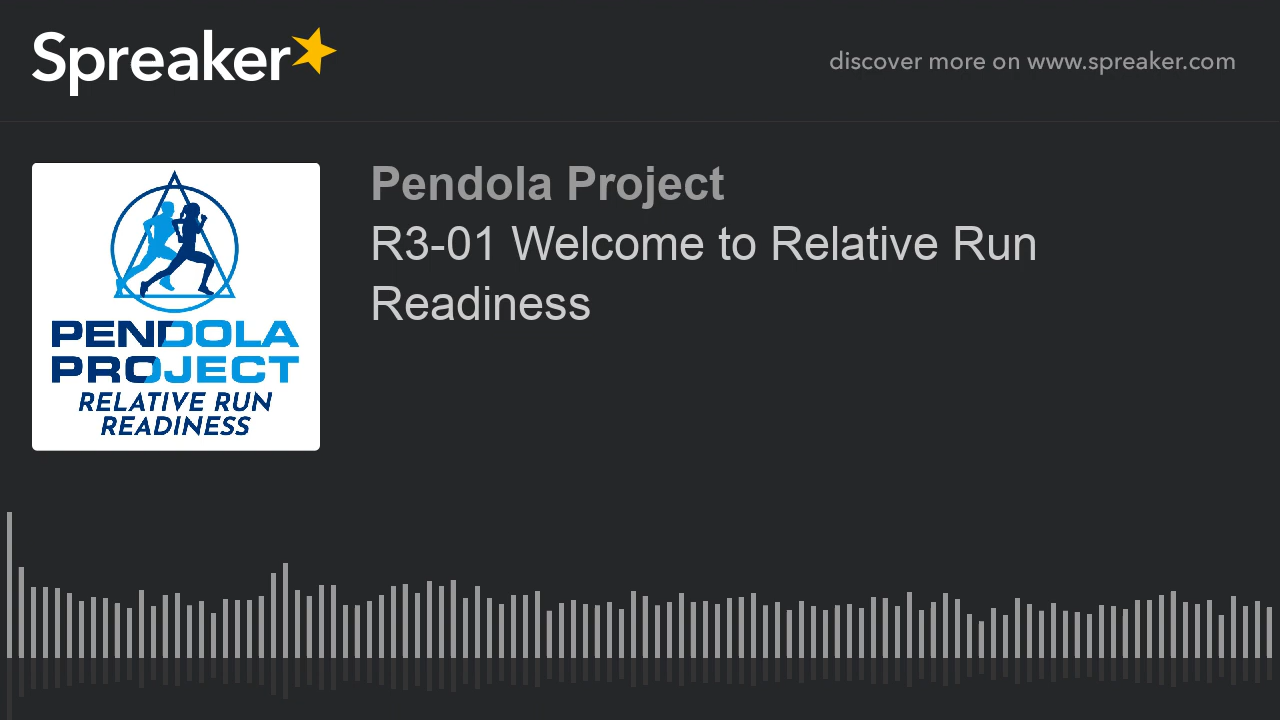 Spreaker
discover more on www.spreaker.com
Pendola Project
R3-01 Welcome to Relative Run
Readiness
PENDOLA
PROJECT
RELATIVE RUN
READINESS